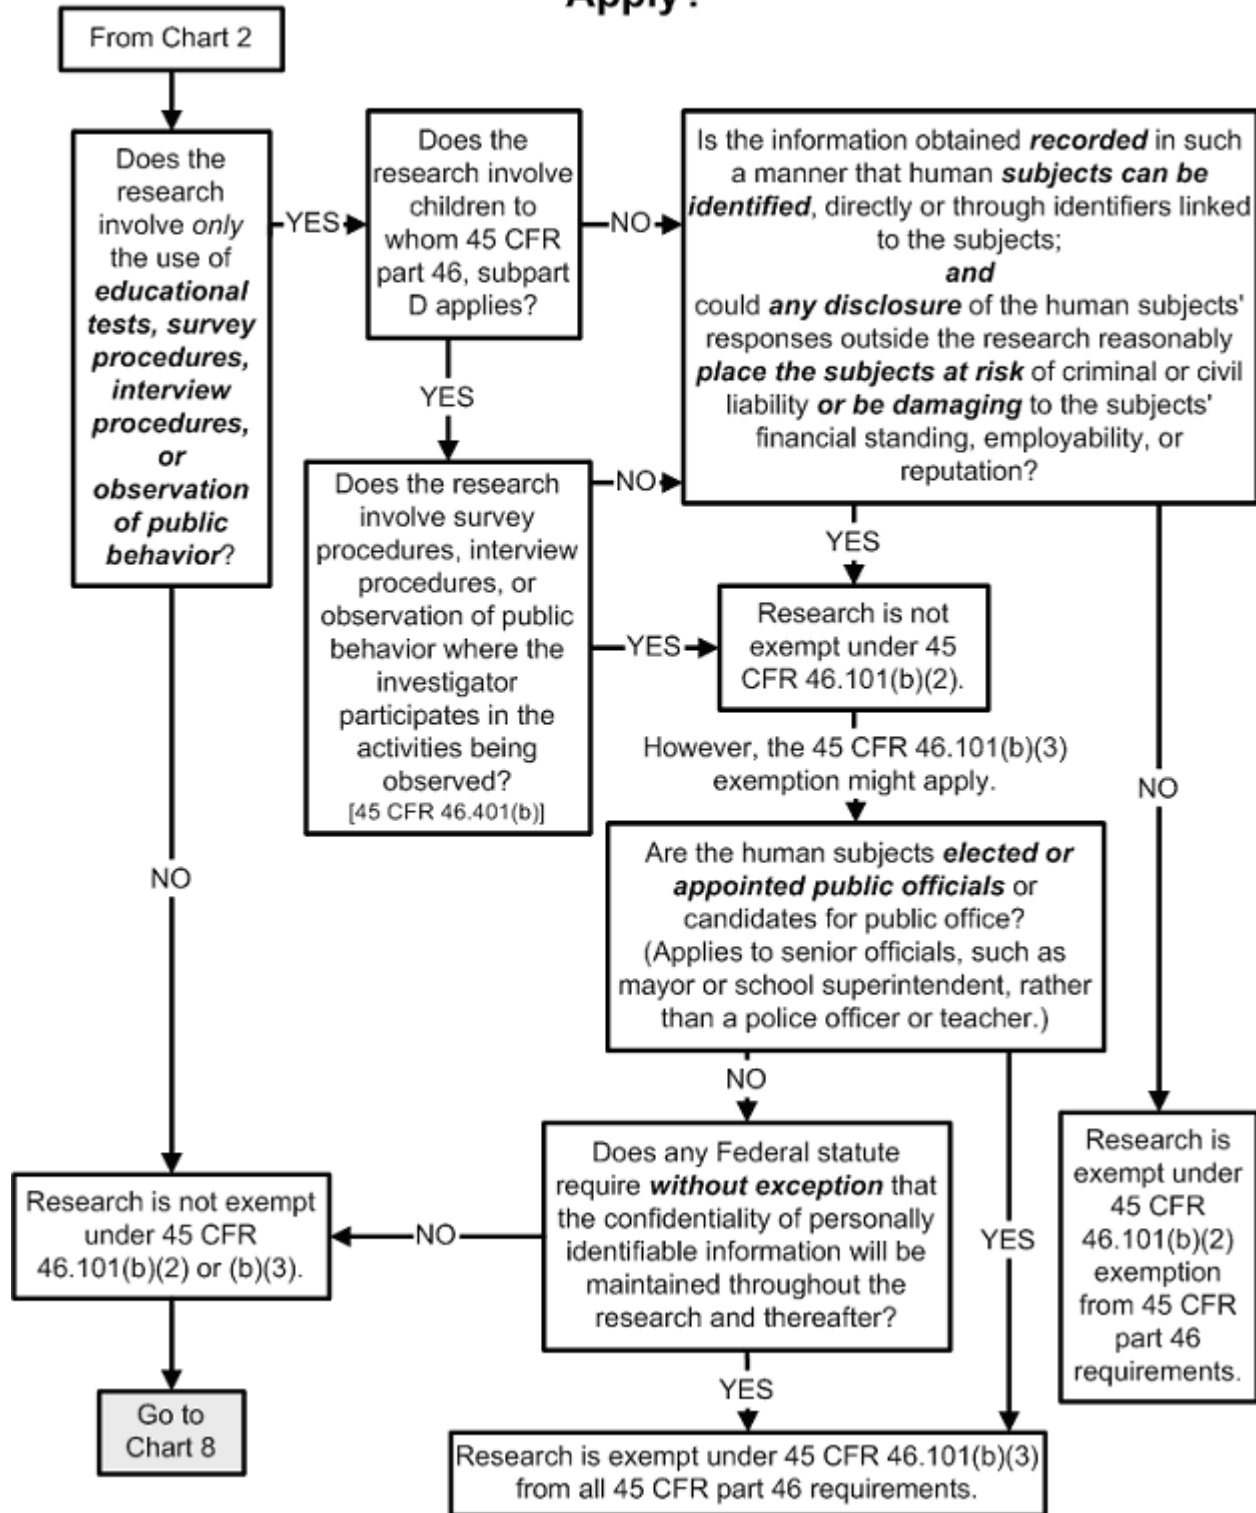 Apply?
From Chart 2
Does the
research
involve only
the use of
educational
tests, survey
procedures,
interview
procedures,
or
observation
of public
behavior?
YES
Does the
research involve
children to
whom 45 CFR
part 46, subpart
D applies?
NO
Is the information obtained recorded in such
a manner that human subjects can be
identified, directly or through identifiers linked
to the subjects;
and
could any disclosure of the human subjects'
responses outside the research reasonably
place the subjects at risk of criminal or civil
liability or be damaging to the subjects'
financial standing, employability, or
reputation?
YES
Does the research
involve survey
procedures, interview
procedures, or
observation of public
behavior where the
investigator
participates in the
activities being
observed?
[45 CFR 46.401(b)]
NO
YES
YES
Research is not
exempt under 45
CFR 46.101(b)(2).
However, the 45 CFR 46.101(b)(3)
exemption might apply.
NO
Are the human subjects elected or
appointed public officials or
candidates for public office?
(Applies to senior officials, such as
mayor or school superintendent, rather
than a police officer or teacher.)
NO
NO
Does any Federal statute
require without exception that
the confidentiality of personally
identifiable information will be
maintained throughout the
research and thereafter?
YES
Research is
exempt under
45 CFR
46.101(b)(2)
exemption
from 45 CFR
part 46
requirements.
NO
Research is not exempt
under 45 CFR
46.101(b)(2) or (b)(3).
YES
Go to
Chart 8
Research is exempt under 45 CFR 46.101(b)(3)
from all 45 CFR part 46 requirements.